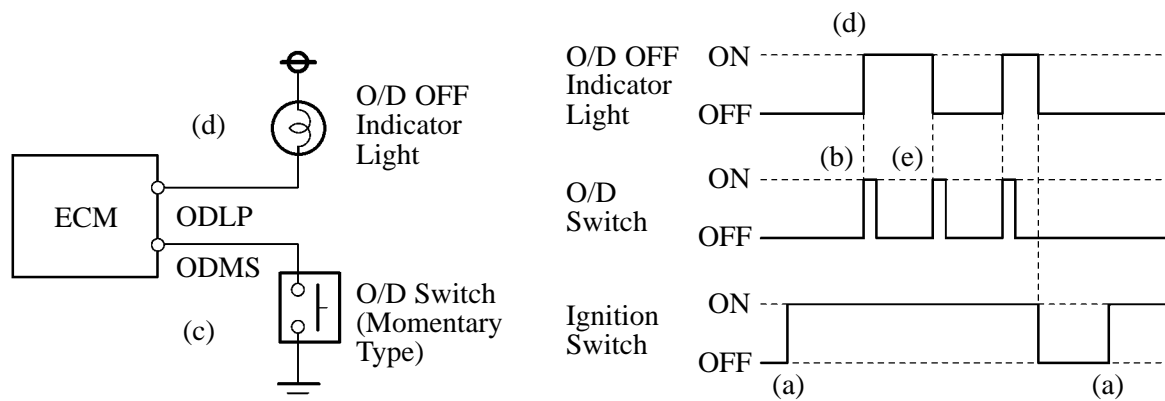 (d)
O/D OFF
Indicator
Light
ECM
ODLP
ODMS
O/D Switch
(Momentary
Type)
(c)
(d)
O/D OFF
Indicator
Light
ON
OFF
(b)
(e)
O/D
Switch
ON
OFF
Ignition
Switch
ON
OFF
(a)
(a)